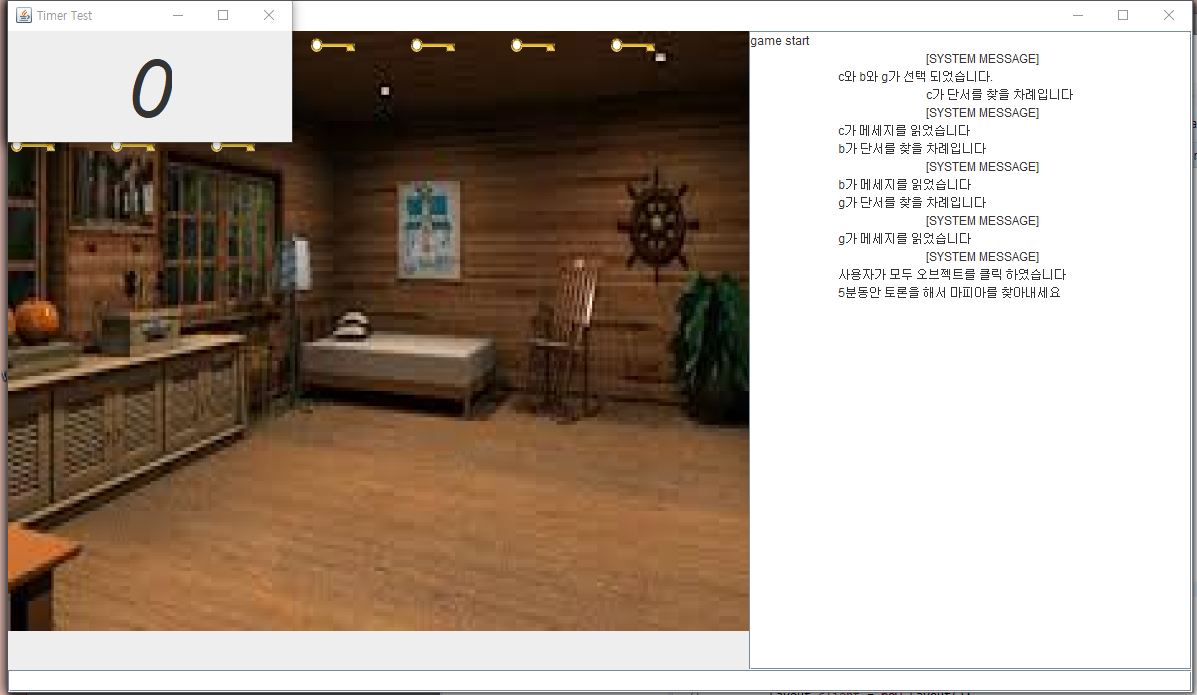 Timer Test
0
game start
[SYSTEM MESSAGE]
c와 b와 g가 선택 되었습니다.
c가 단서를 찾을 차례입니다
[SYSTEM MESSAGE]
c가 메세지를 읽었습니다
b가 단서를 찾을 차례입니다
[SYSTEM MESSAGE]
b가 메세지를 읽었습니다
g가 단서를 찾을 차례입니다
[SYSTEM MESSAGE]
g가 메세지를 읽었습니다
[SYSTEM MESSAGE]
사용자가 모두 오브젝트를 클릭 하였습니다
5분동안 토론을 해서 마피아를 찾아내세요